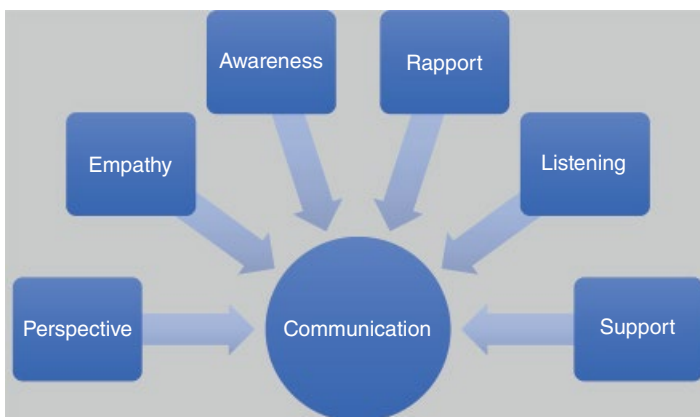 Awareness
Rapport
Empathy
Listening
Perspective
Communication
Support